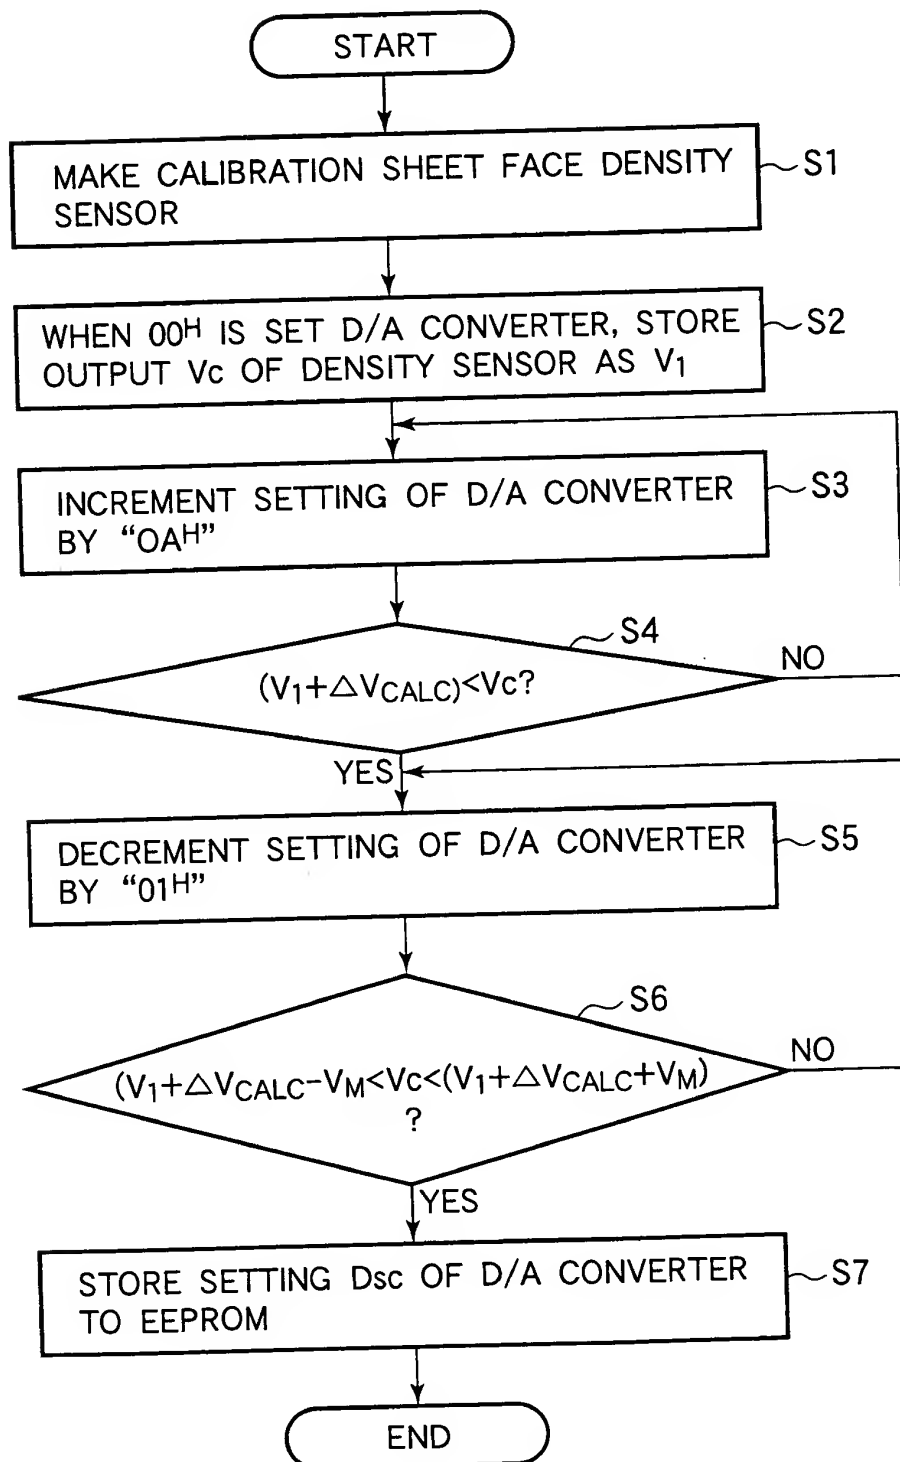 START
MAKE CALIBRATION SHEET FACE DENSITY
SENSOR
S1
WHEN 00H IS SET D/A CONVERTER, STORE
OUTPUT Vc OF DENSITY SENSOR AS V1
S2
INCREMENT SETTING OF D/A CONVERTER
BY “OAH”
S3
(V1+△VCALC)<Vc?
S4
NO
YES
DECREMENT SETTING OF D/A CONVERTER
BY “01H”
S5
(V1+△VCALC-VM<Vc<(V1+△VCALC+VM)
?
S6
NO
YES
STORE SETTING Dsc OF D/A CONVERTER
TO EEPROM
S7
END